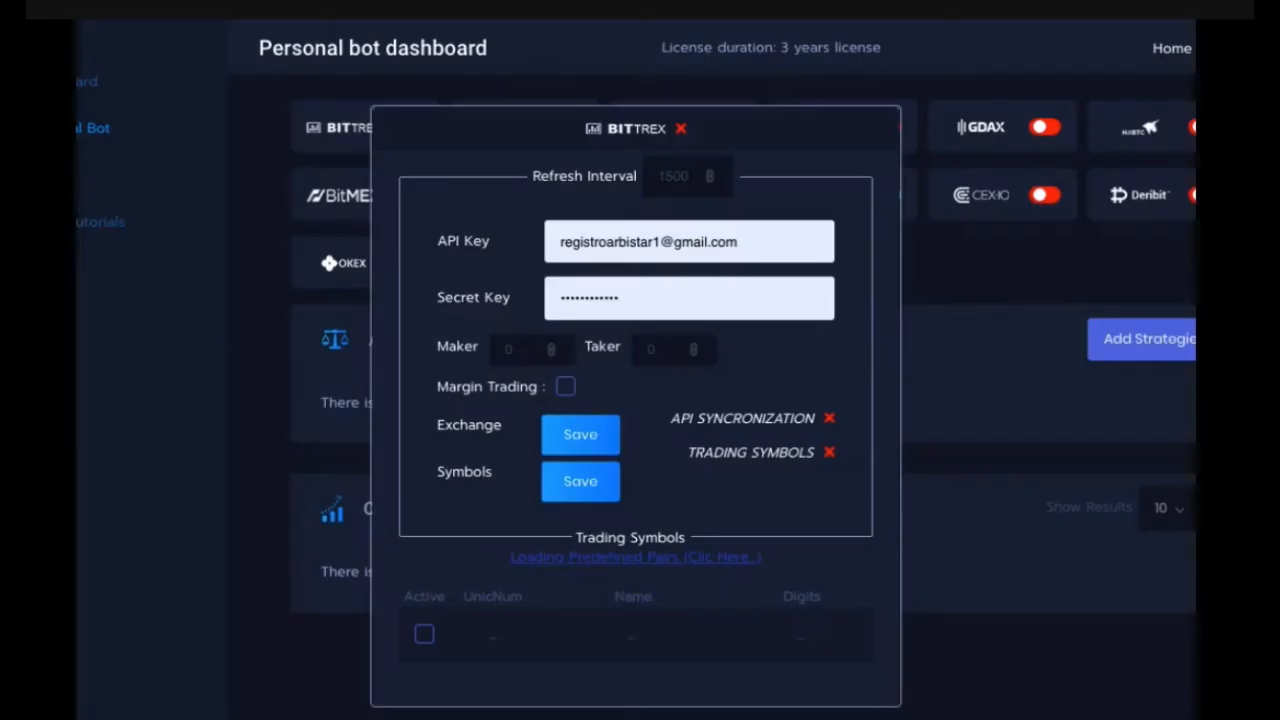 Personal bot dashboard
License duration: 3 years license
Home
ard
al Bot
utorials
BITTRE
BITTREX
GDAX
BitMEX
CEX·IO
Deribit
OKEX
Refresh Interval 1500
API Key registroarbistar1@gmail.com
Secret Key ••••••••••••
Maker 0 Taker 0
Margin Trading :
Exchange Save API SYNCRONIZATION
Symbols Save TRADING SYMBOLS
Add Strategie
There is
Show Results 10
There is
Trading Symbols
Loading Predefined Pairs (Clic Here..)
Active UnicNum Name Digits
-- -- --